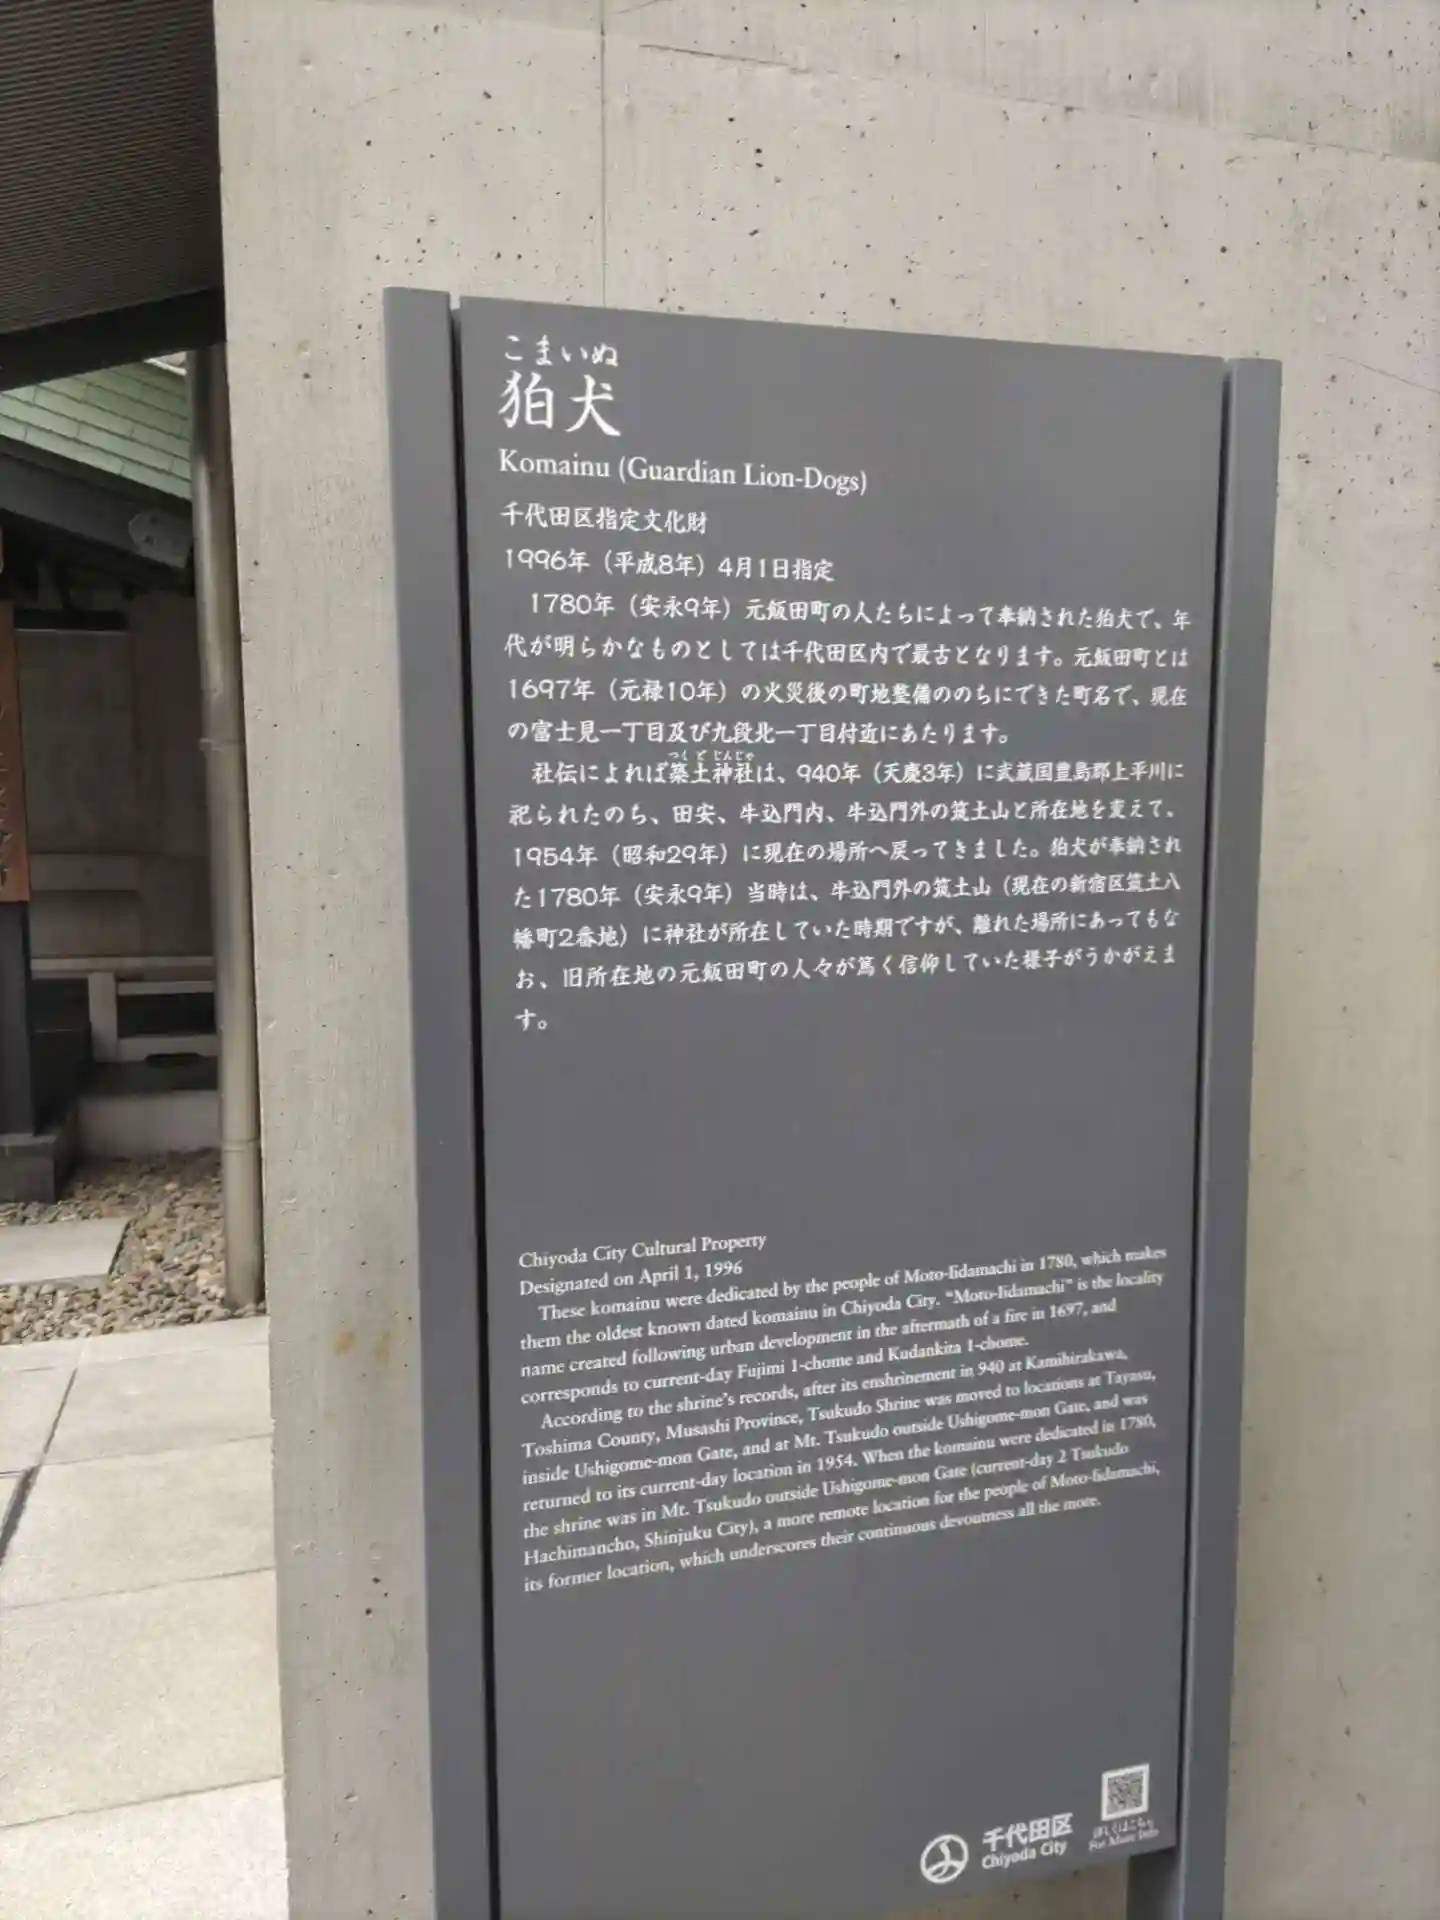 こまいぬ
狛犬
Komainu (Guardian Lion-Dogs)
千代田区指定文化財
1996年（平成8年）4月1日指定
1780年（安永9年）元飯田町の人たちによって奉納された狛犬で、年
代が明らかなものとしては千代田区内で最古となります。元飯田町とは
1697年（元禄10年）の火災後の町地整備ののちにできた町名で、現在
の富士見一丁目及び九段北一丁目付近にあたります。
つくどじんじゃ
社伝によれば築土神社は、940年（天慶3年）に武蔵国豊島郡上平川に
祀られたのち、田安、牛込門内、牛込門外の筑土山と所在地を変えて、
1954年（昭和29年）に現在の場所へ戻ってきました。狛犬が奉納され
た1780年（安永9年）当時は、牛込門外の筑土山（現在の新宿区筑土八
幡町2番地）に神社が所在していた時期ですが、離れた場所にあってもな
お、旧所在地の元飯田町の人々が篤く信仰していた様子がうかがえま
す。
Chiyoda City Cultural Property
Designated on April 1, 1996
These komainu were dedicated by the people of Moto-Iidamachi in 1780, which makes
them the oldest known dated komainu in Chiyoda City. “Moto-Iidamachi” is the locality
name created following urban development in the aftermath of a fire in 1697, and
corresponds to current-day Fujimi 1-chome and Kudankita 1-chome.
According to the shrine's records, after its enshrinement in 940 at Kamihirakawa,
Toshima County, Musashi Province, Tsukudo Shrine was moved to locations at Tayasu,
inside Ushigome-mon Gate, and at Mt. Tsukudo outside Ushigome-mon Gate, and was
returned to its current-day location in 1954. When the komainu were dedicated in 1780,
the shrine was in Mt. Tsukudo outside Ushigome-mon Gate (current-day 2 Tsukudo
Hachimancho, Shinjuku City), a more remote location for the people of Moto-Iidamachi,
its former location, which underscores their continuous devoutness all the more.
千代田区
Chiyoda City
詳しくはこちら
For More Info